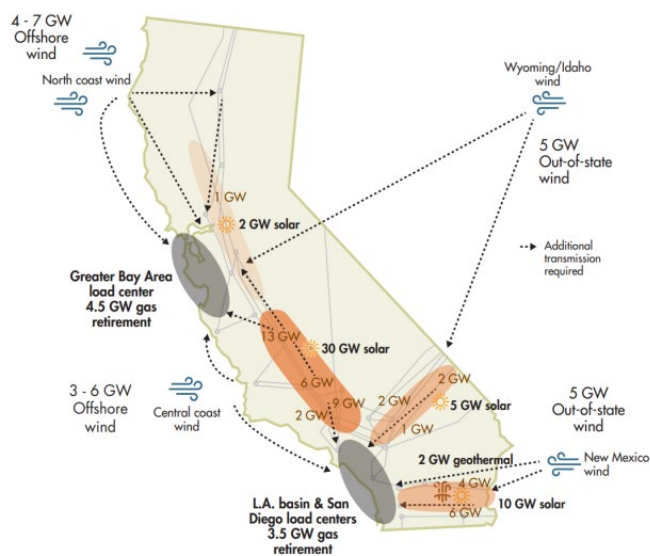 4 - 7 GW
Offshore
wind
North coast wind
Wyoming/Idaho
wind
5 GW
Out-of-state
wind
1 GW
2 GW solar
Additional
transmission
required
Greater Bay Area
load center
4.5 GW gas
retirement
13 GW
30 GW solar
6 GW
9 GW
2 GW
3 - 6 GW
Offshore
wind
Central coast
wind
2 GW
2 GW
5 GW solar
1 GW
5 GW
Out-of-state
wind
2 GW geothermal
New Mexico
wind
4 GW
10 GW solar
6 GW
L.A. basin & San
Diego load centers
3.5 GW gas
retirement